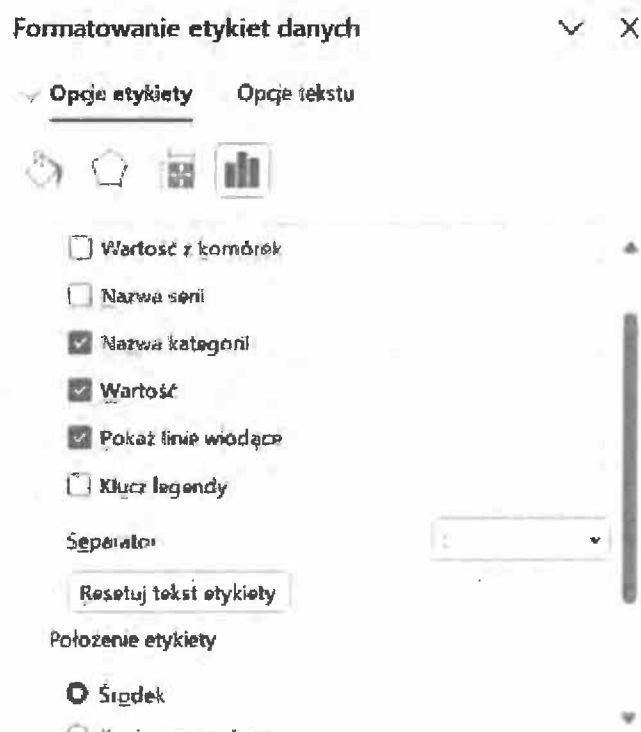 Formatowanie etykiet danych
Opcje etykiety Opcje tekstu
Wartość z komórek
Nazwa serii
Nazwa kategorii
Wartość
Pokaż linie wiodące
Klucz legendy
Separator
Resetuj tekst etykiety
Położenie etykiety
Środek